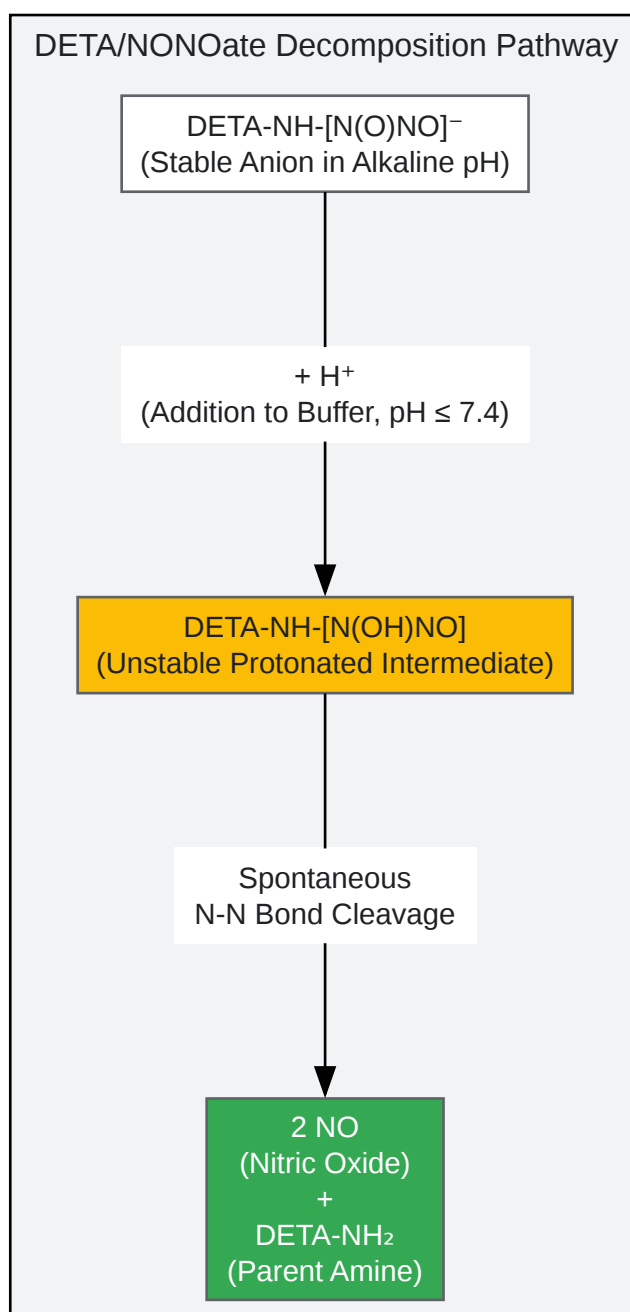 DETA/NONOate Decomposition Pathway
DETA-NH-[N(O)NO]⁻
(Stable Anion in Alkaline pH)
+ H⁺
(Addition to Buffer, pH ≤ 7.4)
DETA-NH-[N(OH)NO]
(Unstable Protonated Intermediate)
Spontaneous
N-N Bond Cleavage
2 NO
(Nitric Oxide)
+
DETA-NH₂
(Parent Amine)